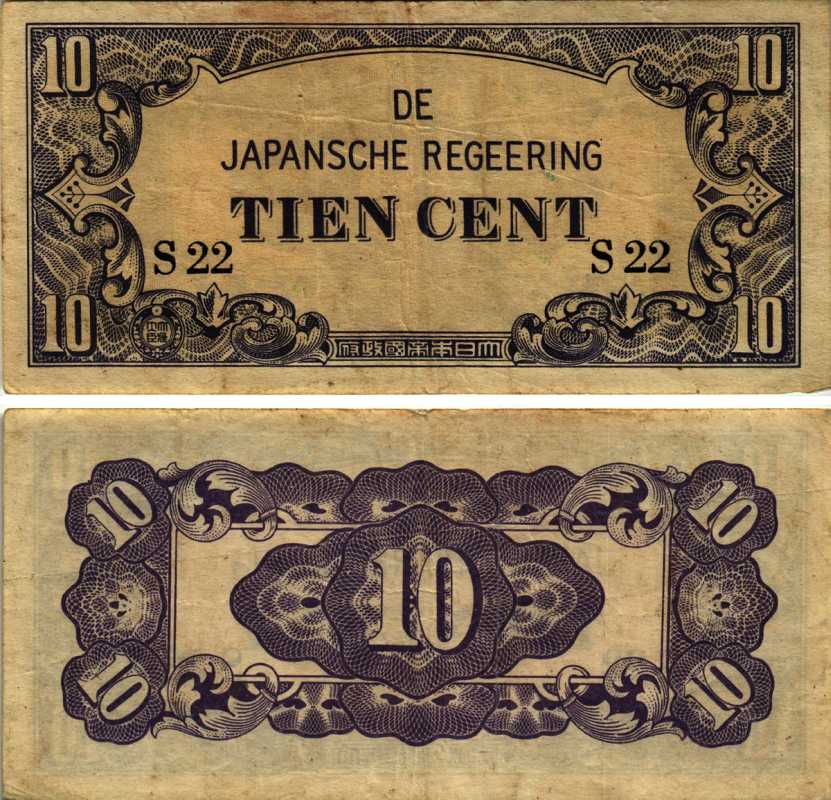 10 10
DE
JAPANSCHE REGEERING
TIEN CENT
S 22 S 22
10 10
大日本帝國政府
10 10
10
10 10